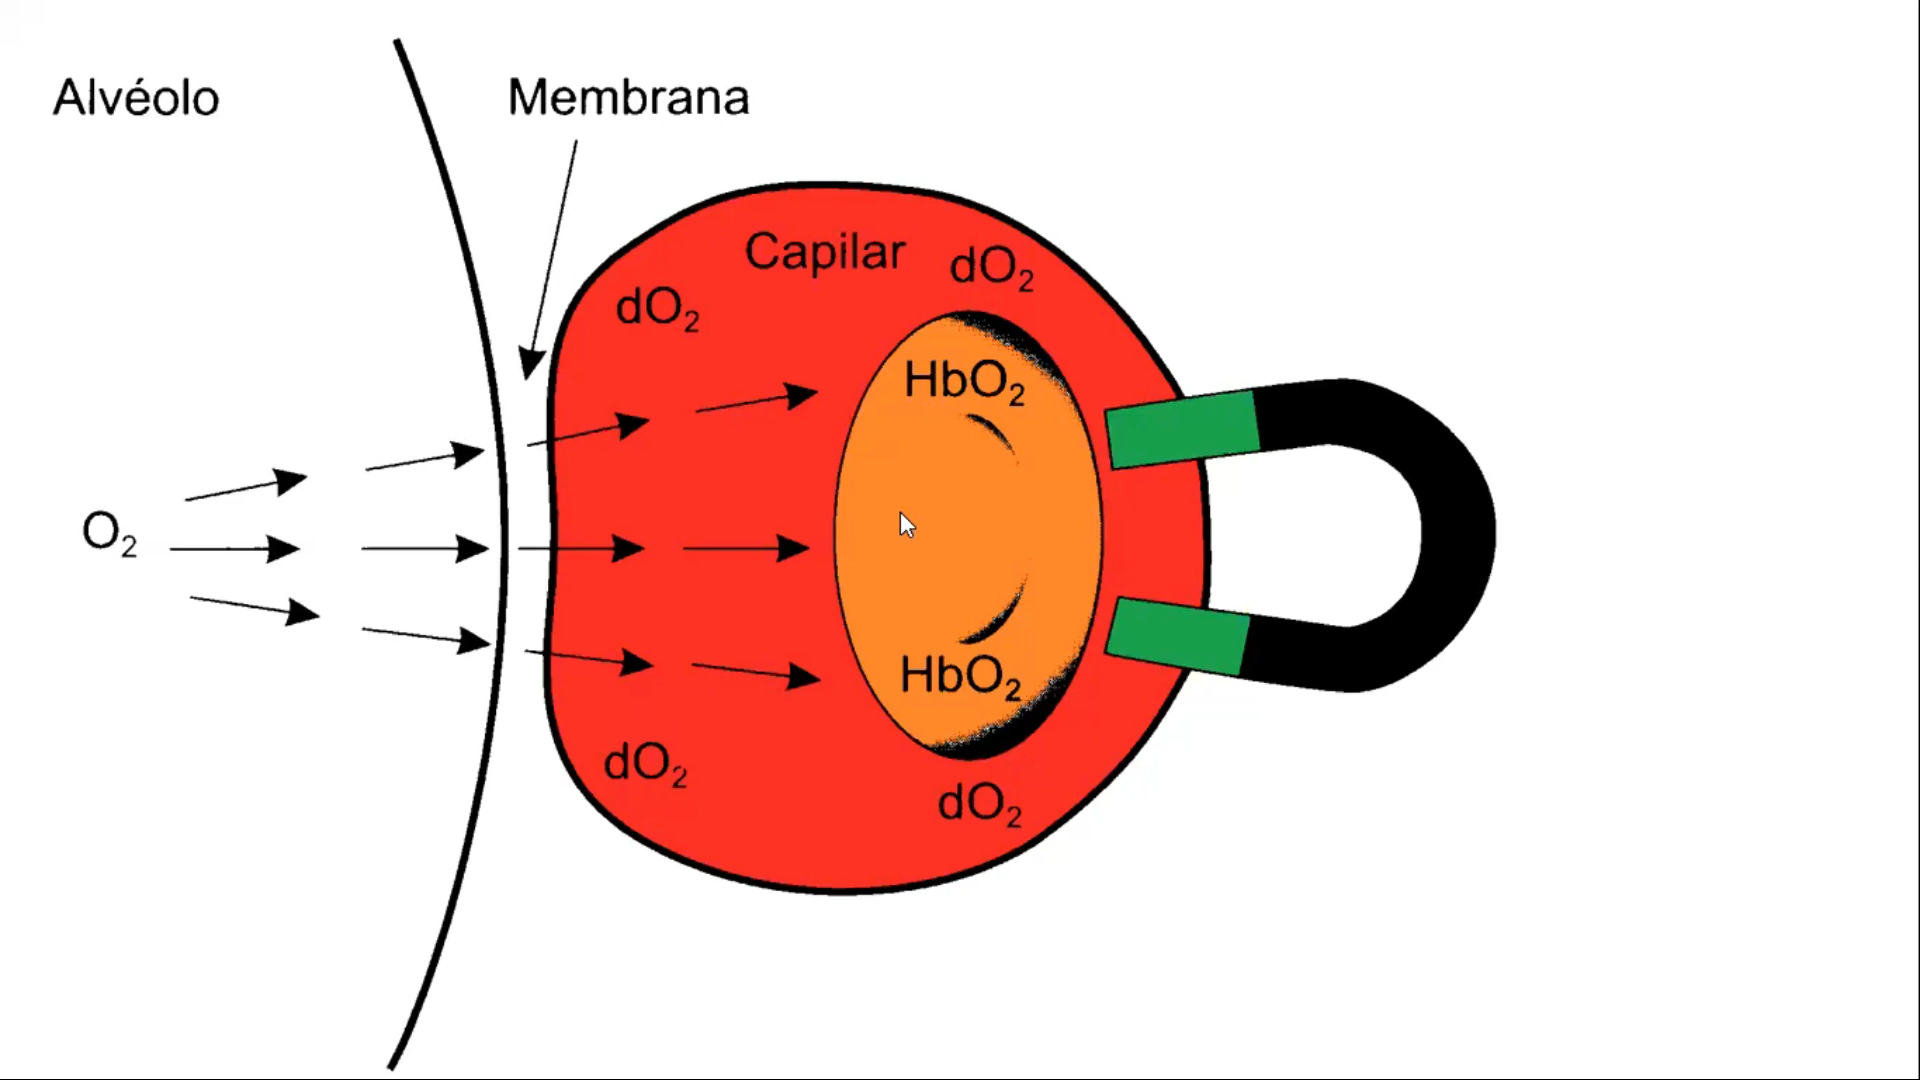 Alvéolo
Membrana
Capilar
dO₂
dO₂
HbO₂
O₂
HbO₂
dO₂
dO₂